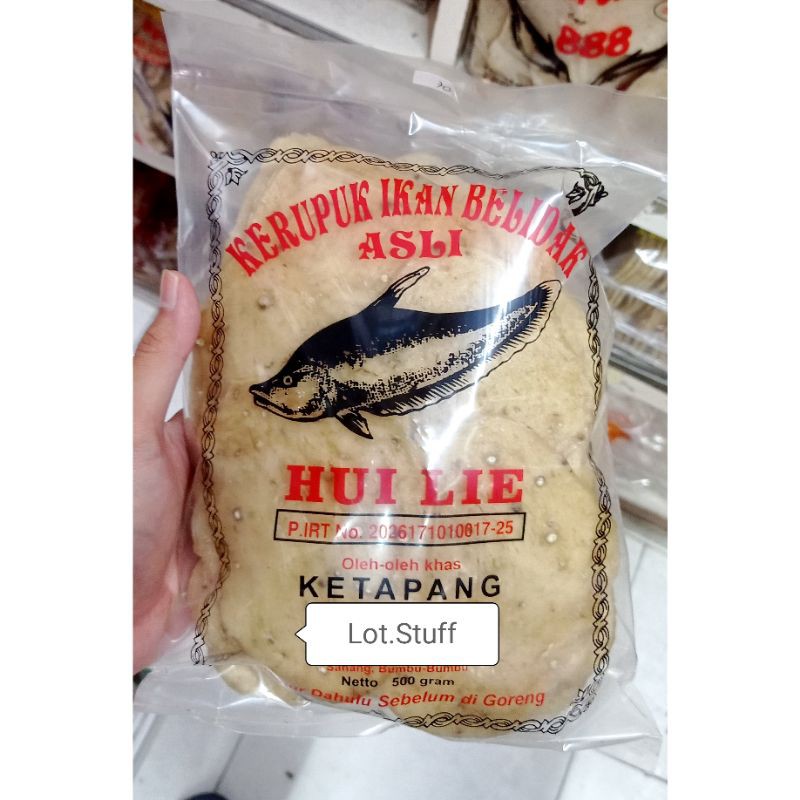 888
KERUPUK IKAN BELIDAK
ASLI
HUI LIE
P.IRT No. 2026171010017-25
Oleh-oleh khas
KETAPANG
Lot.Stuff
Bumbu-Bumbu
Netto 500 gram
Dahulu Sebelum di Goreng